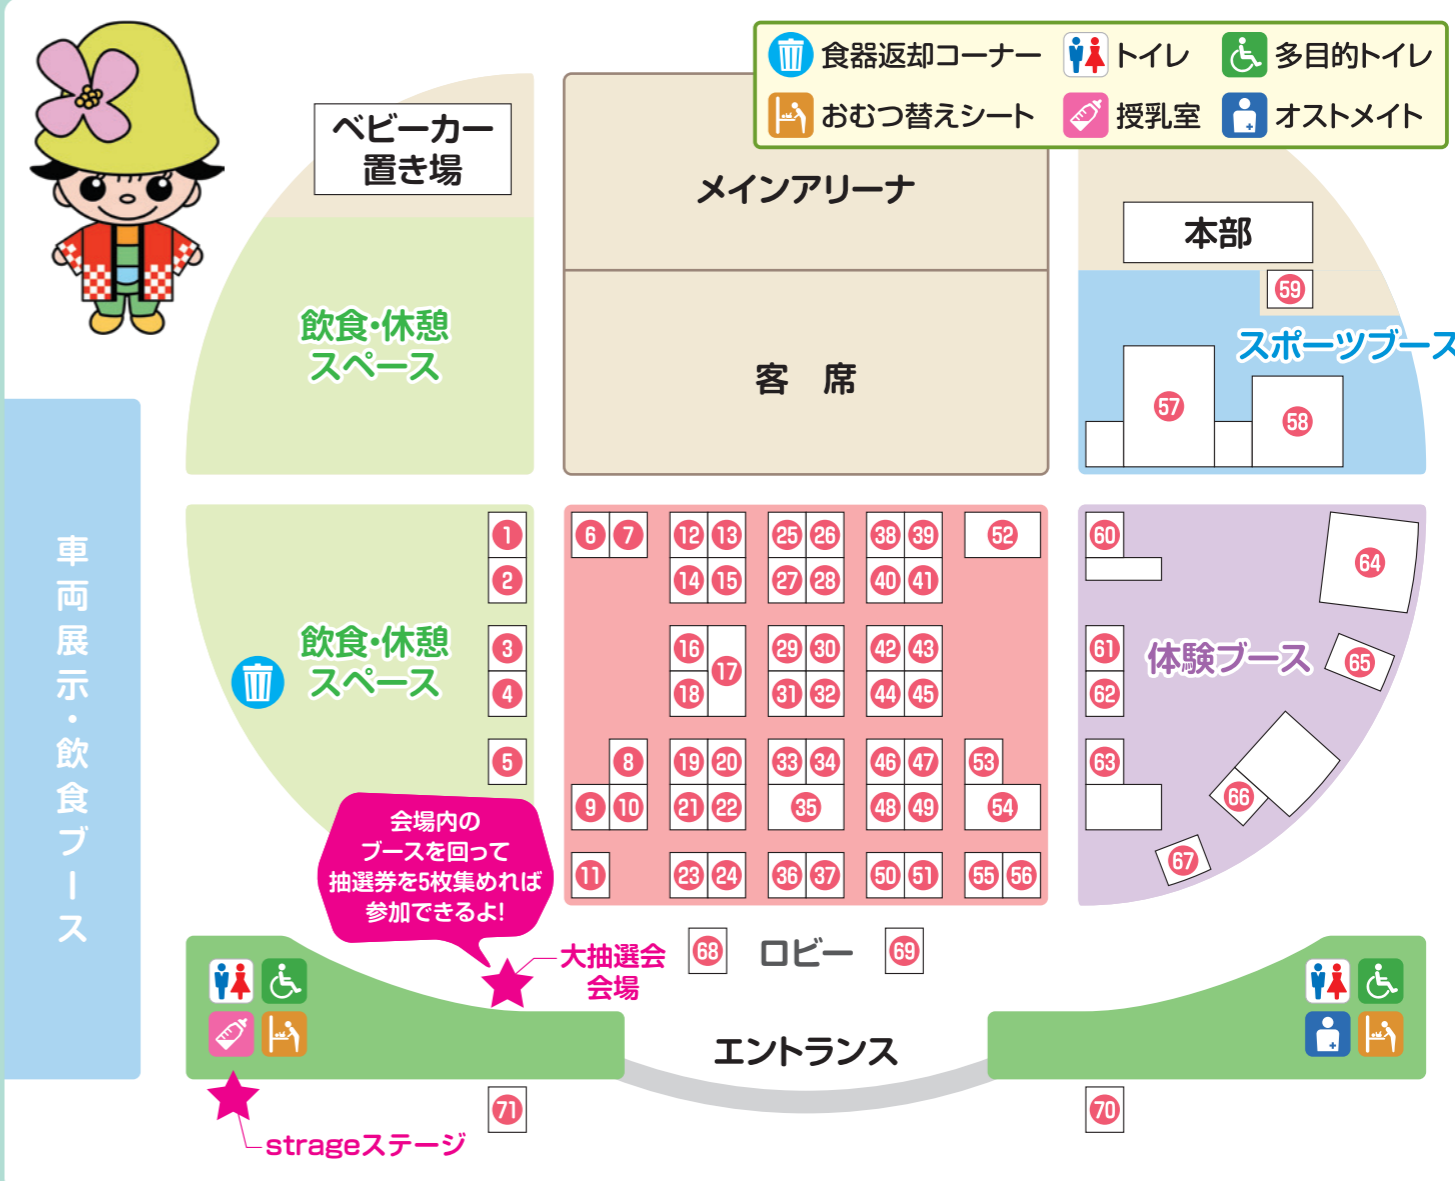 食器返却コーナー
トイレ
多目的トイレ
おむつ替えシート
授乳室
オストメイト
ベビーカー
置き場
メインアリーナ
本部
59
飲食・休憩
スペース
客 席
スポーツブース
57
58
車両展示・飲食ブース
1
2
3
4
5
飲食・休憩
スペース
6 7 12 13 25 26 38 39 52
14 15 27 28 40 41
16 17 29 30 42 43
18 31 32 44 45
8 19 20 33 34 46 47 53
9 10 21 22 35 48 49 54
11 23 24 36 37 50 51 55 56
60
61
62
63
体験ブース
64
65
66
67
会場内の
ブースを回って
抽選券を5枚集めれば
参加できるよ!
大抽選会
会場
68
ロビー
69
エントランス
71
70
strageステージ